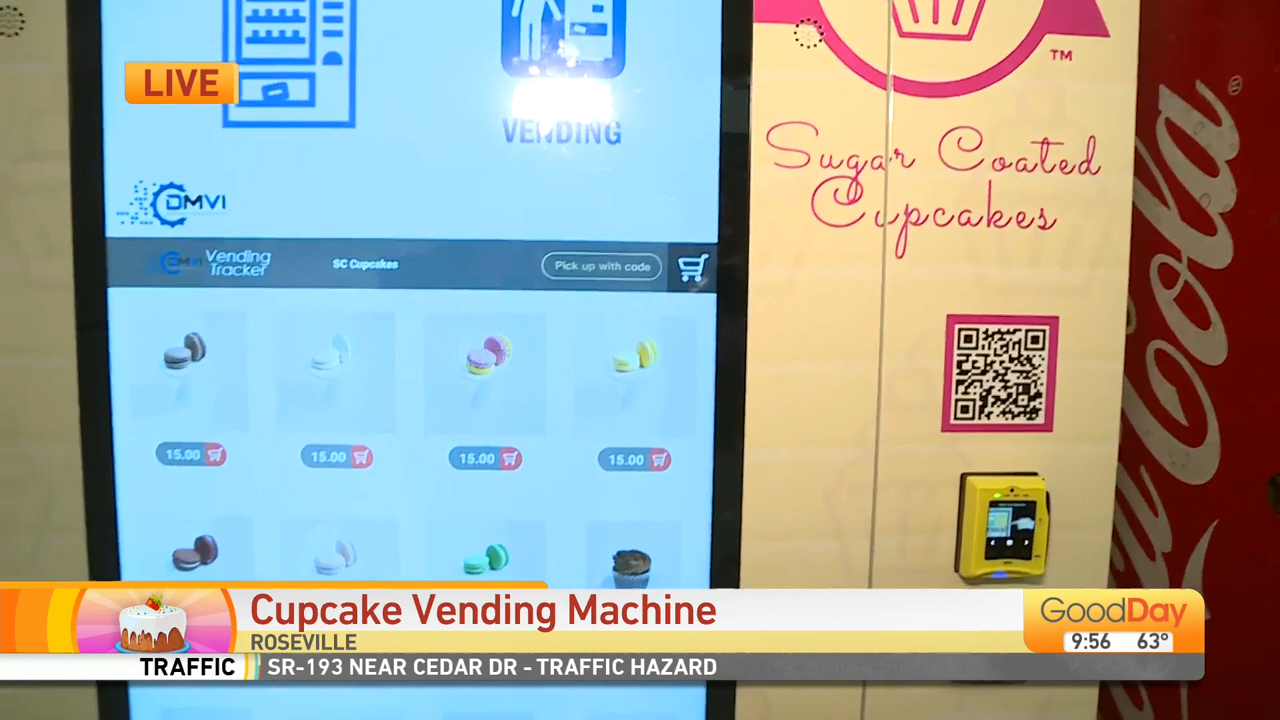 LIVE
VENDING
TM
Sugar Coated
Cupcakes
DMVI
DMVI Vending
Tracker
SC Cupcakes
Pick up with code
15.00
15.00
15.00
15.00
Coca-Cola
®
Cupcake Vending Machine
ROSEVILLE
GoodDay
9:56 63°
TRAFFIC
SR-193 NEAR CEDAR DR - TRAFFIC HAZARD